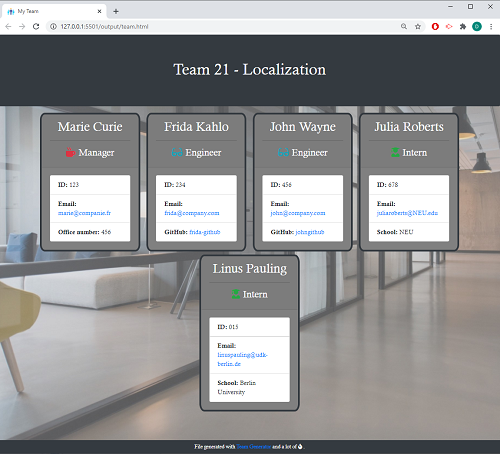 My Team
127.0.0.1:5501/output/team.html
Team 21 - Localization
Marie Curie
Manager
ID: 123
Email:
marie@companie.fr
Office number: 456
Frida Kahlo
Engineer
ID: 234
Email:
frida@company.com
GitHub: frida-github
John Wayne
Engineer
ID: 456
Email:
john@company.com
GitHub: johngithub
Julia Roberts
Intern
ID: 678
Email:
juliaroberts@NEU.edu
School: NEU
Linus Pauling
Intern
ID: 015
Email:
linuspauling@udk-
berlin.de
School: Berlin
University
File generated with Team Generator and a lot of